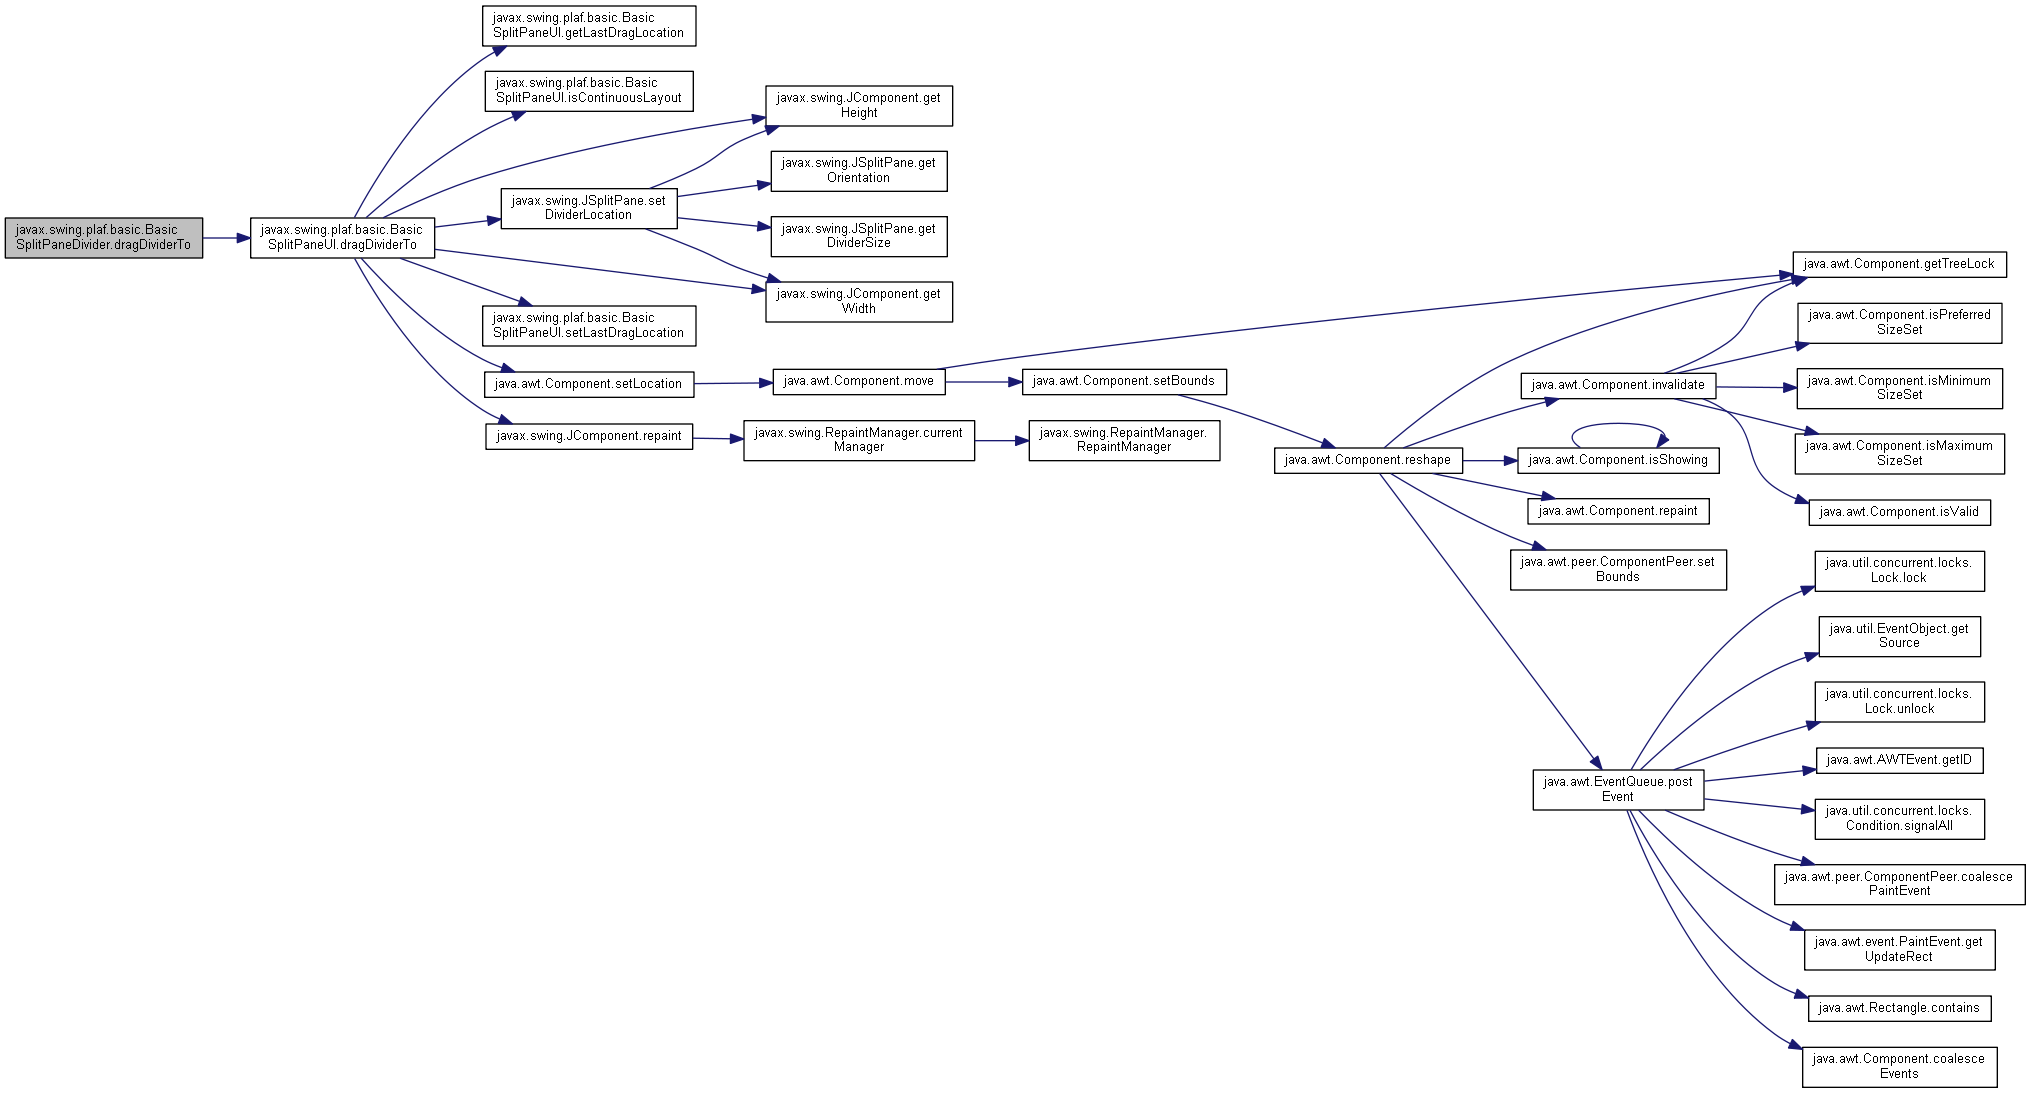 javax.swing.plaf.basic.Basic
SplitPaneDivider.dragDividerTo
javax.swing.plaf.basic.Basic
SplitPaneUI.dragDividerTo
javax.swing.plaf.basic.Basic
SplitPaneUI.getLastDragLocation
javax.swing.plaf.basic.Basic
SplitPaneUI.isContinuousLayout
javax.swing.JComponent.get
Height
javax.swing.JSplitPane.set
DividerLocation
javax.swing.JSplitPane.get
Orientation
javax.swing.JSplitPane.get
DividerSize
javax.swing.JComponent.get
Width
javax.swing.plaf.basic.Basic
SplitPaneUI.setLastDragLocation
java.awt.Component.setLocation
java.awt.Component.move
java.awt.Component.setBounds
javax.swing.JComponent.repaint
javax.swing.RepaintManager.current
Manager
javax.swing.RepaintManager.
RepaintManager
java.awt.Component.reshape
java.awt.Component.getTreeLock
java.awt.Component.invalidate
java.awt.Component.isPreferred
SizeSet
java.awt.Component.isMinimum
SizeSet
java.awt.Component.isMaximum
SizeSet
java.awt.Component.isValid
java.awt.Component.isShowing
java.awt.Component.repaint
java.awt.peer.ComponentPeer.set
Bounds
java.awt.EventQueue.post
Event
java.util.concurrent.locks.
Lock.lock
java.util.EventObject.get
Source
java.util.concurrent.locks.
Lock.unlock
java.awt.AWTEvent.getID
java.util.concurrent.locks.
Condition.signalAll
java.awt.peer.ComponentPeer.coalesce
PaintEvent
java.awt.event.PaintEvent.get
UpdateRect
java.awt.Rectangle.contains
java.awt.Component.coalesce
Events